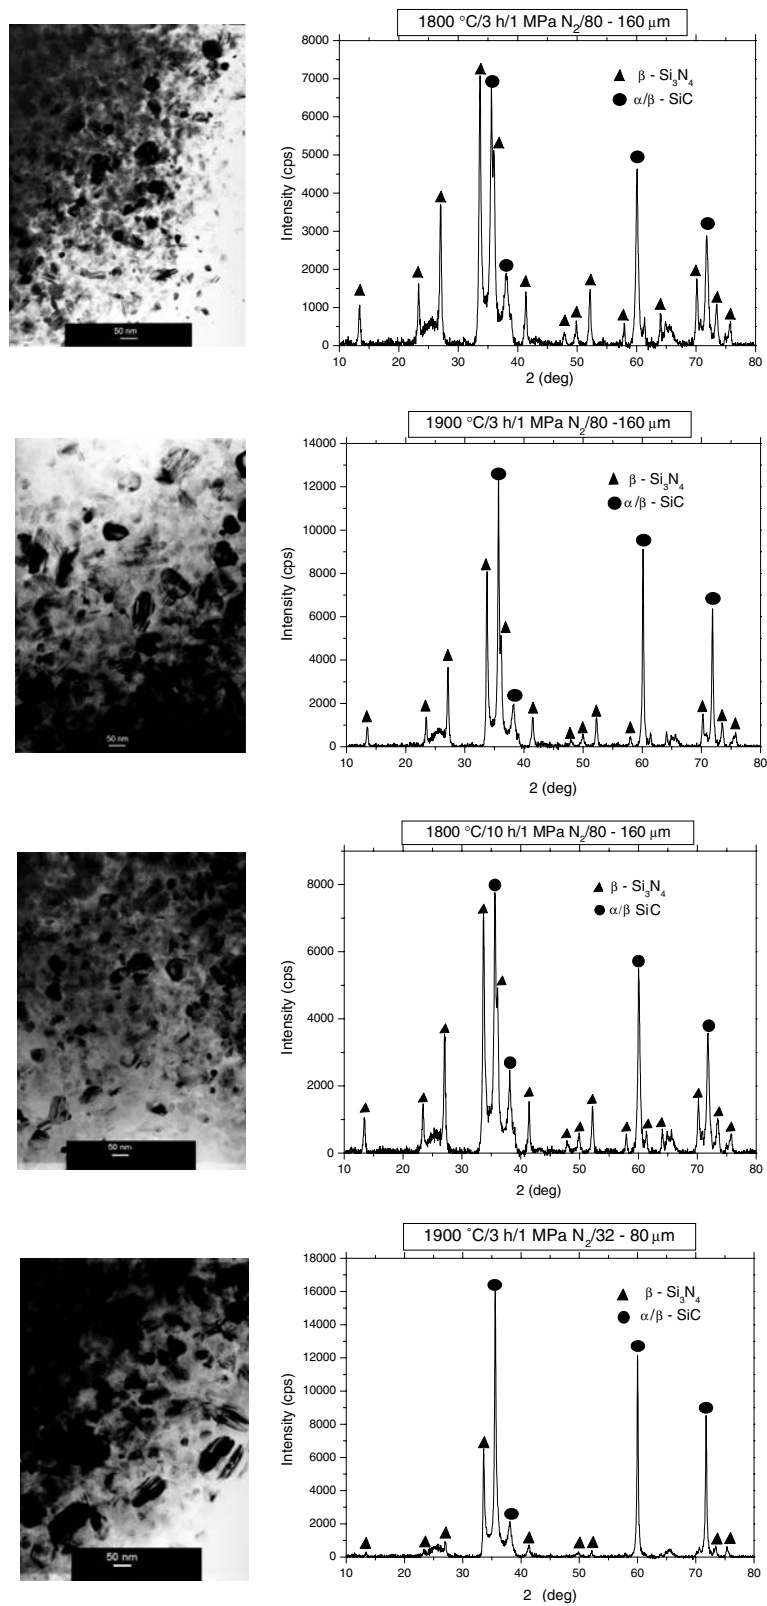 1800 °C/3 h/1 MPa N₂/80 - 160 μm
8000
7000
6000
5000
4000
3000
2000
1000
0
Intensity (cps)
β - Si₃N₄
α/β - SiC
10 20 30 40 50 60 70 80
2 (deg)
50 nm
1900 °C/3 h/1 MPa N₂/80 -160 μm
14000
12000
10000
8000
6000
4000
2000
0
Intensity (cps)
β - Si₃N₄
α/β - SiC
10 20 30 40 50 60 70 80
2 (deg)
50 nm
1800 °C/10 h/1 MPa N₂/80 - 160 μm
8000
6000
4000
2000
0
Intensity (cps)
β - Si₃N₄
α/β SiC
10 20 30 40 50 60 70 80
2 (deg)
50 nm
1900 °C/3 h/1 MPa N₂/32 - 80 μm
18000
16000
14000
12000
10000
8000
6000
4000
2000
0
Intensity (cps)
β - Si₃N₄
α/β - SiC
10 20 30 40 50 60 70 80
2 (deg)
50 nm